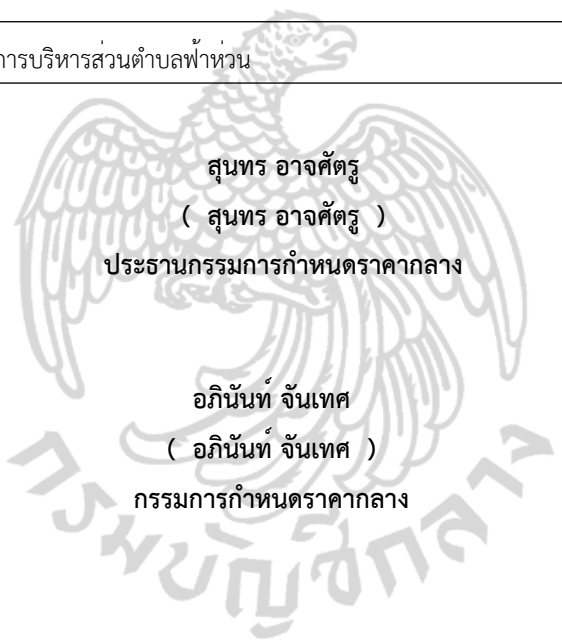 การบริหารส่วนตำบลฟ้าห่วน
สุนทร อาจศัตรู
( สุนทร อาจศัตรู )
ประธานกรรมการกำหนดราคากลาง
อภินันท์ จันเทศ
( อภินันท์ จันเทศ )
กรรมการกำหนดราคากลาง
กรมบัญชีกลาง